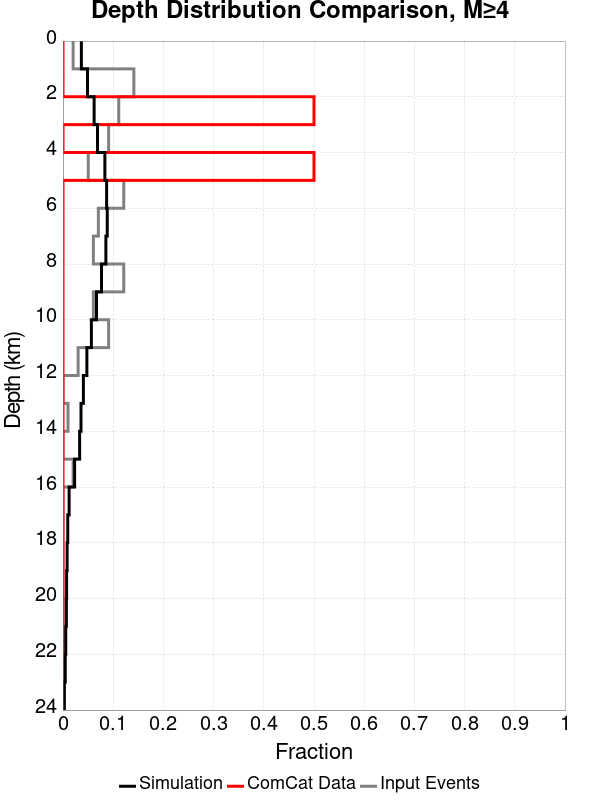 Depth Distribution Comparison, M≥4
0
2
4
6
8
10
12
14
16
18
20
22
24
Depth (km)
0 0.1 0.2 0.3 0.4 0.5 0.6 0.7 0.8 0.9 1
Fraction
Simulation ComCat Data Input Events